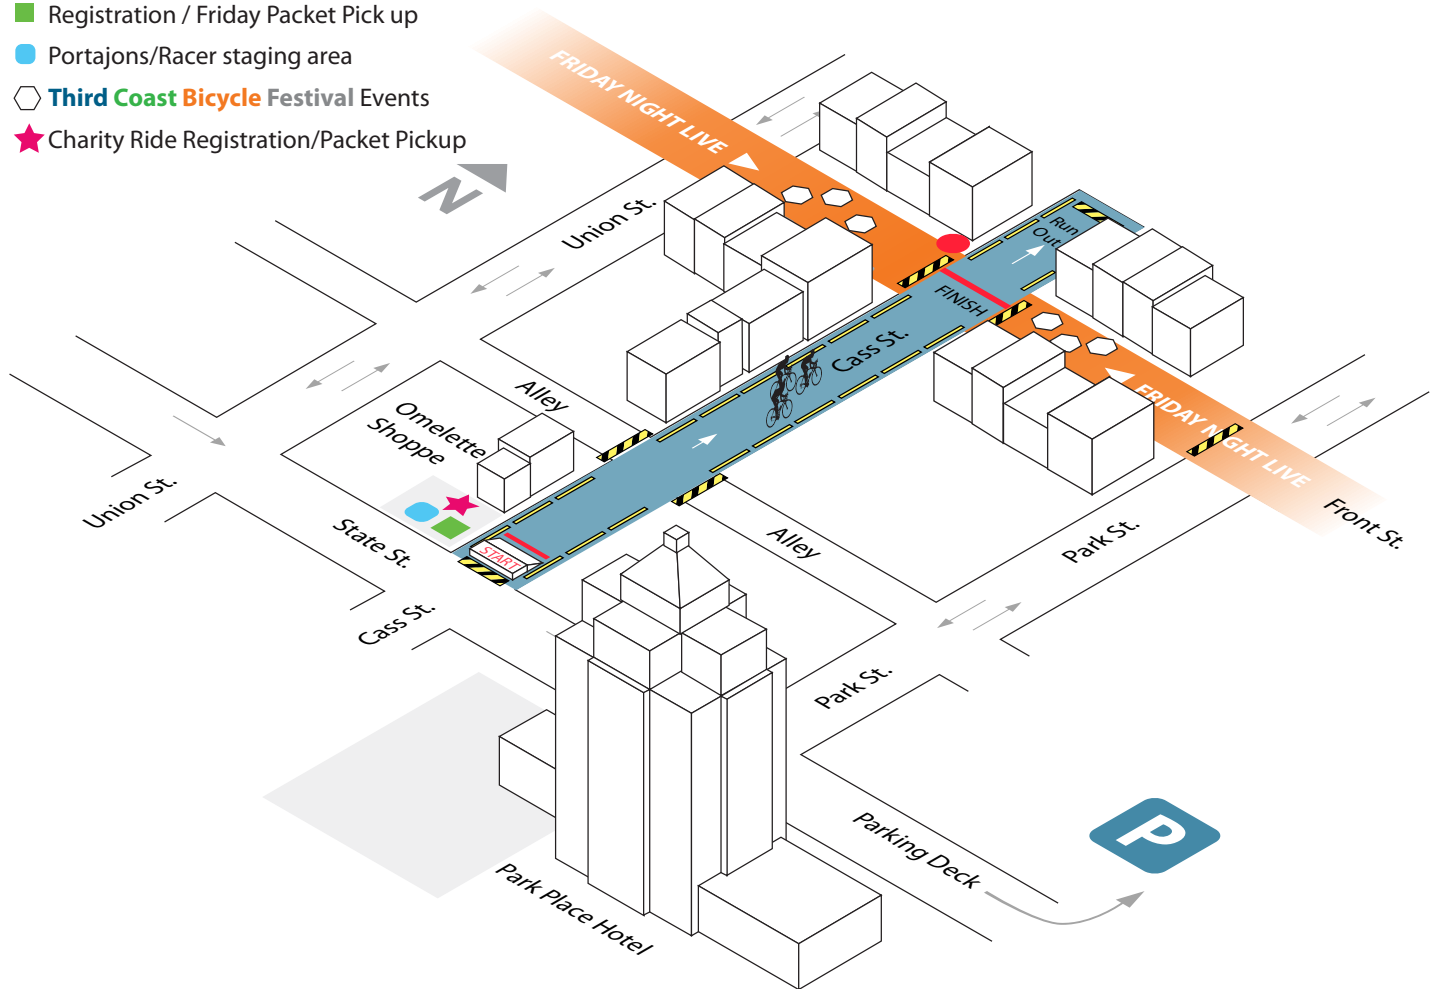 Registration / Friday Packet Pick up
Portajons/Racer staging area
Third Coast Bicycle Festival Events
Charity Ride Registration/Packet Pickup
N
FRIDAY NIGHT LIVE
Union St.
Run
Out
FINISH
Cass St.
Alley
Omelette
Shoppe
FRIDAY NIGHT LIVE
Front St.
Union St.
State St.
START
Alley
Park St.
Cass St.
Park St.
Parking Deck
P
Park Place Hotel